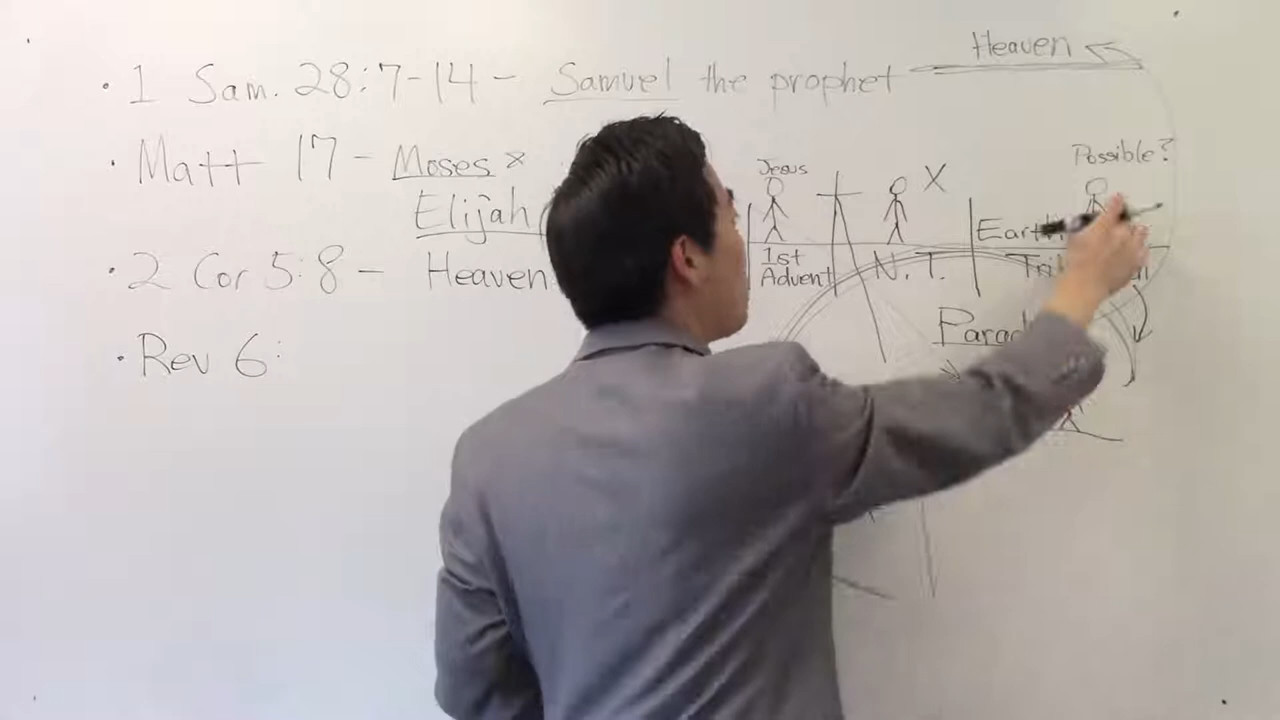 · 1 Sam. 28:7-14 - Samuel the prophet
Heaven
· Matt 17 - Moses x
Elijah
· 2 Cor 5:8 - Heaven
· Rev 6:
Jesus
X
Possible?
1st
Advent
N.T.